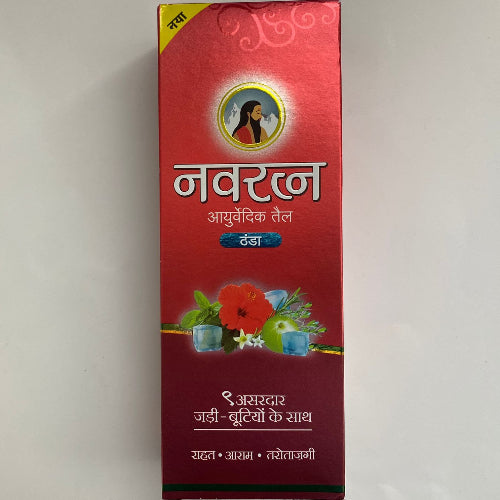 नया
नवरत्न
आयुर्वेदिक तैल
ठंडा
९ असरदार
जड़ी-बूटियों के साथ
राहत • आराम • तरोताज़गी